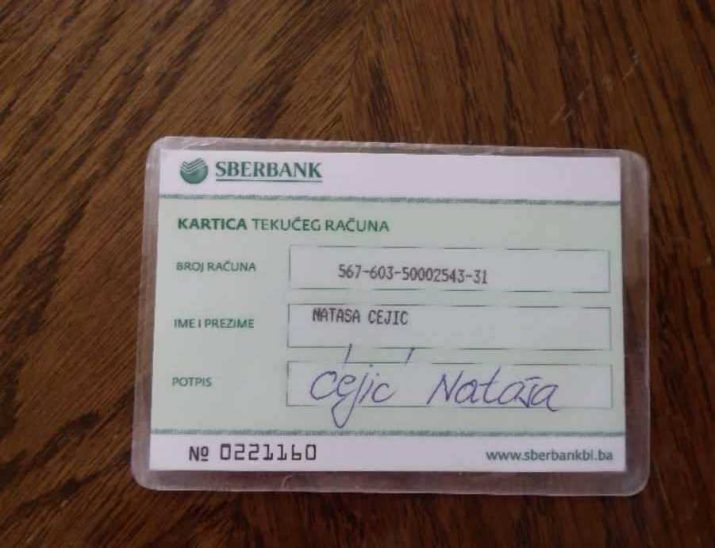 SBERBANK
KARTICA TEKUĆEG RAČUNA
BROJ RAČUNA 567-603-50002543-31
IME I PREZIME NATASA CEJIC
POTPIS Cejic Nataša
№ 0221160 www.sberbankbl.ba